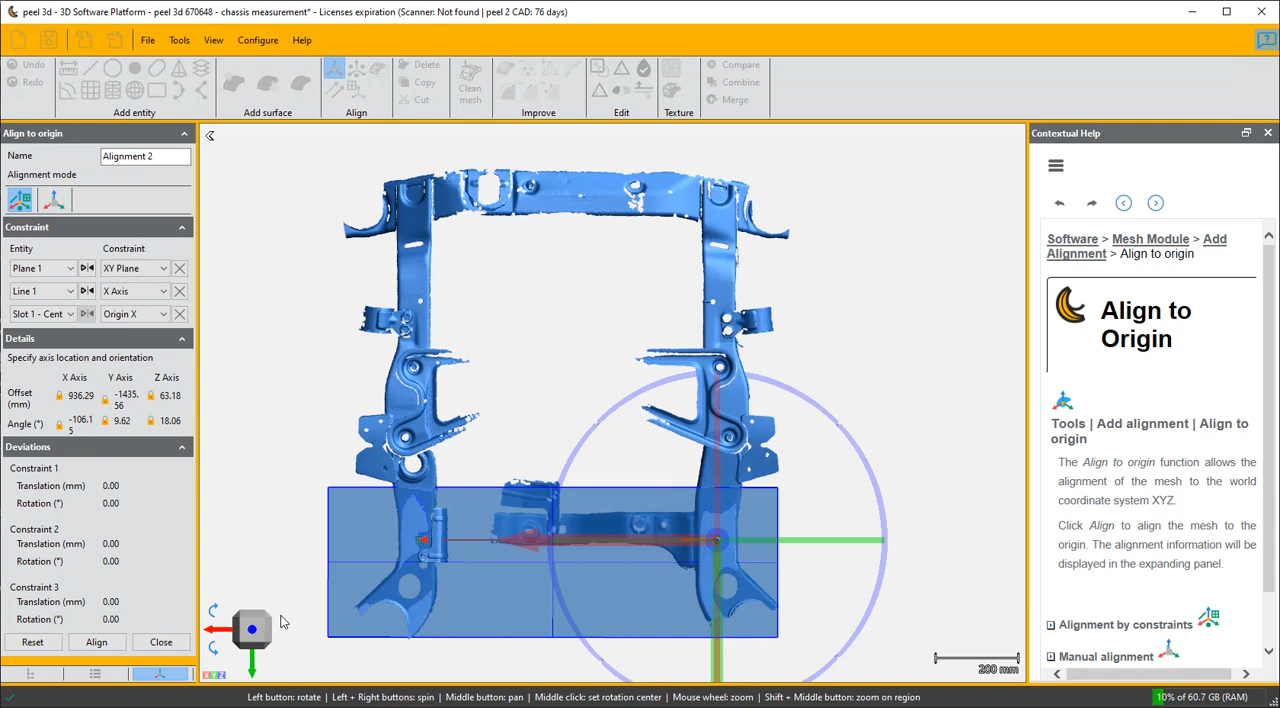 peel 3d - 3D Software Platform - peel 3d 670648 - chassis measurement* - Licenses expiration (Scanner: Not found | peel 2 CAD: 76 days)
File Tools View Configure Help
Undo
Redo
Add entity
Add surface
Align
Delete
Copy
Cut
Clean
mesh
Improve
Edit
Texture
Compare
Combine
Merge
Align to origin
Name Alignment 2
Alignment mode
Constraint
Entity Constraint
Plane 1 XY Plane
Line 1 X Axis
Slot 1 - Cent Origin X
Details
Specify axis location and orientation
X Axis Y Axis Z Axis
Offset
(mm) 936.29 -1435.
56 63.18
Angle (°) -106.1
5 9.62 18.06
Deviations
Constraint 1
Translation (mm) 0.00
Rotation (°) 0.00
Constraint 2
Translation (mm) 0.00
Rotation (°) 0.00
Constraint 3
Translation (mm) 0.00
Rotation (°) 0.00
Reset Align Close
X Y Z
200 mm
Contextual Help
Software > Mesh Module > Add
Alignment > Align to origin
Align to
Origin
Tools | Add alignment | Align to
origin
The Align to origin function allows the
alignment of the mesh to the world
coordinate system XYZ.
Click Align to align the mesh to the
origin. The alignment information will be
displayed in the expanding panel.
Alignment by constraints
Manual alignment
Left button: rotate | Left + Right buttons: spin | Middle button: pan | Middle click: set rotation center | Mouse wheel: zoom | Shift + Middle button: zoom on region
10% of 60.7 GB (RAM)